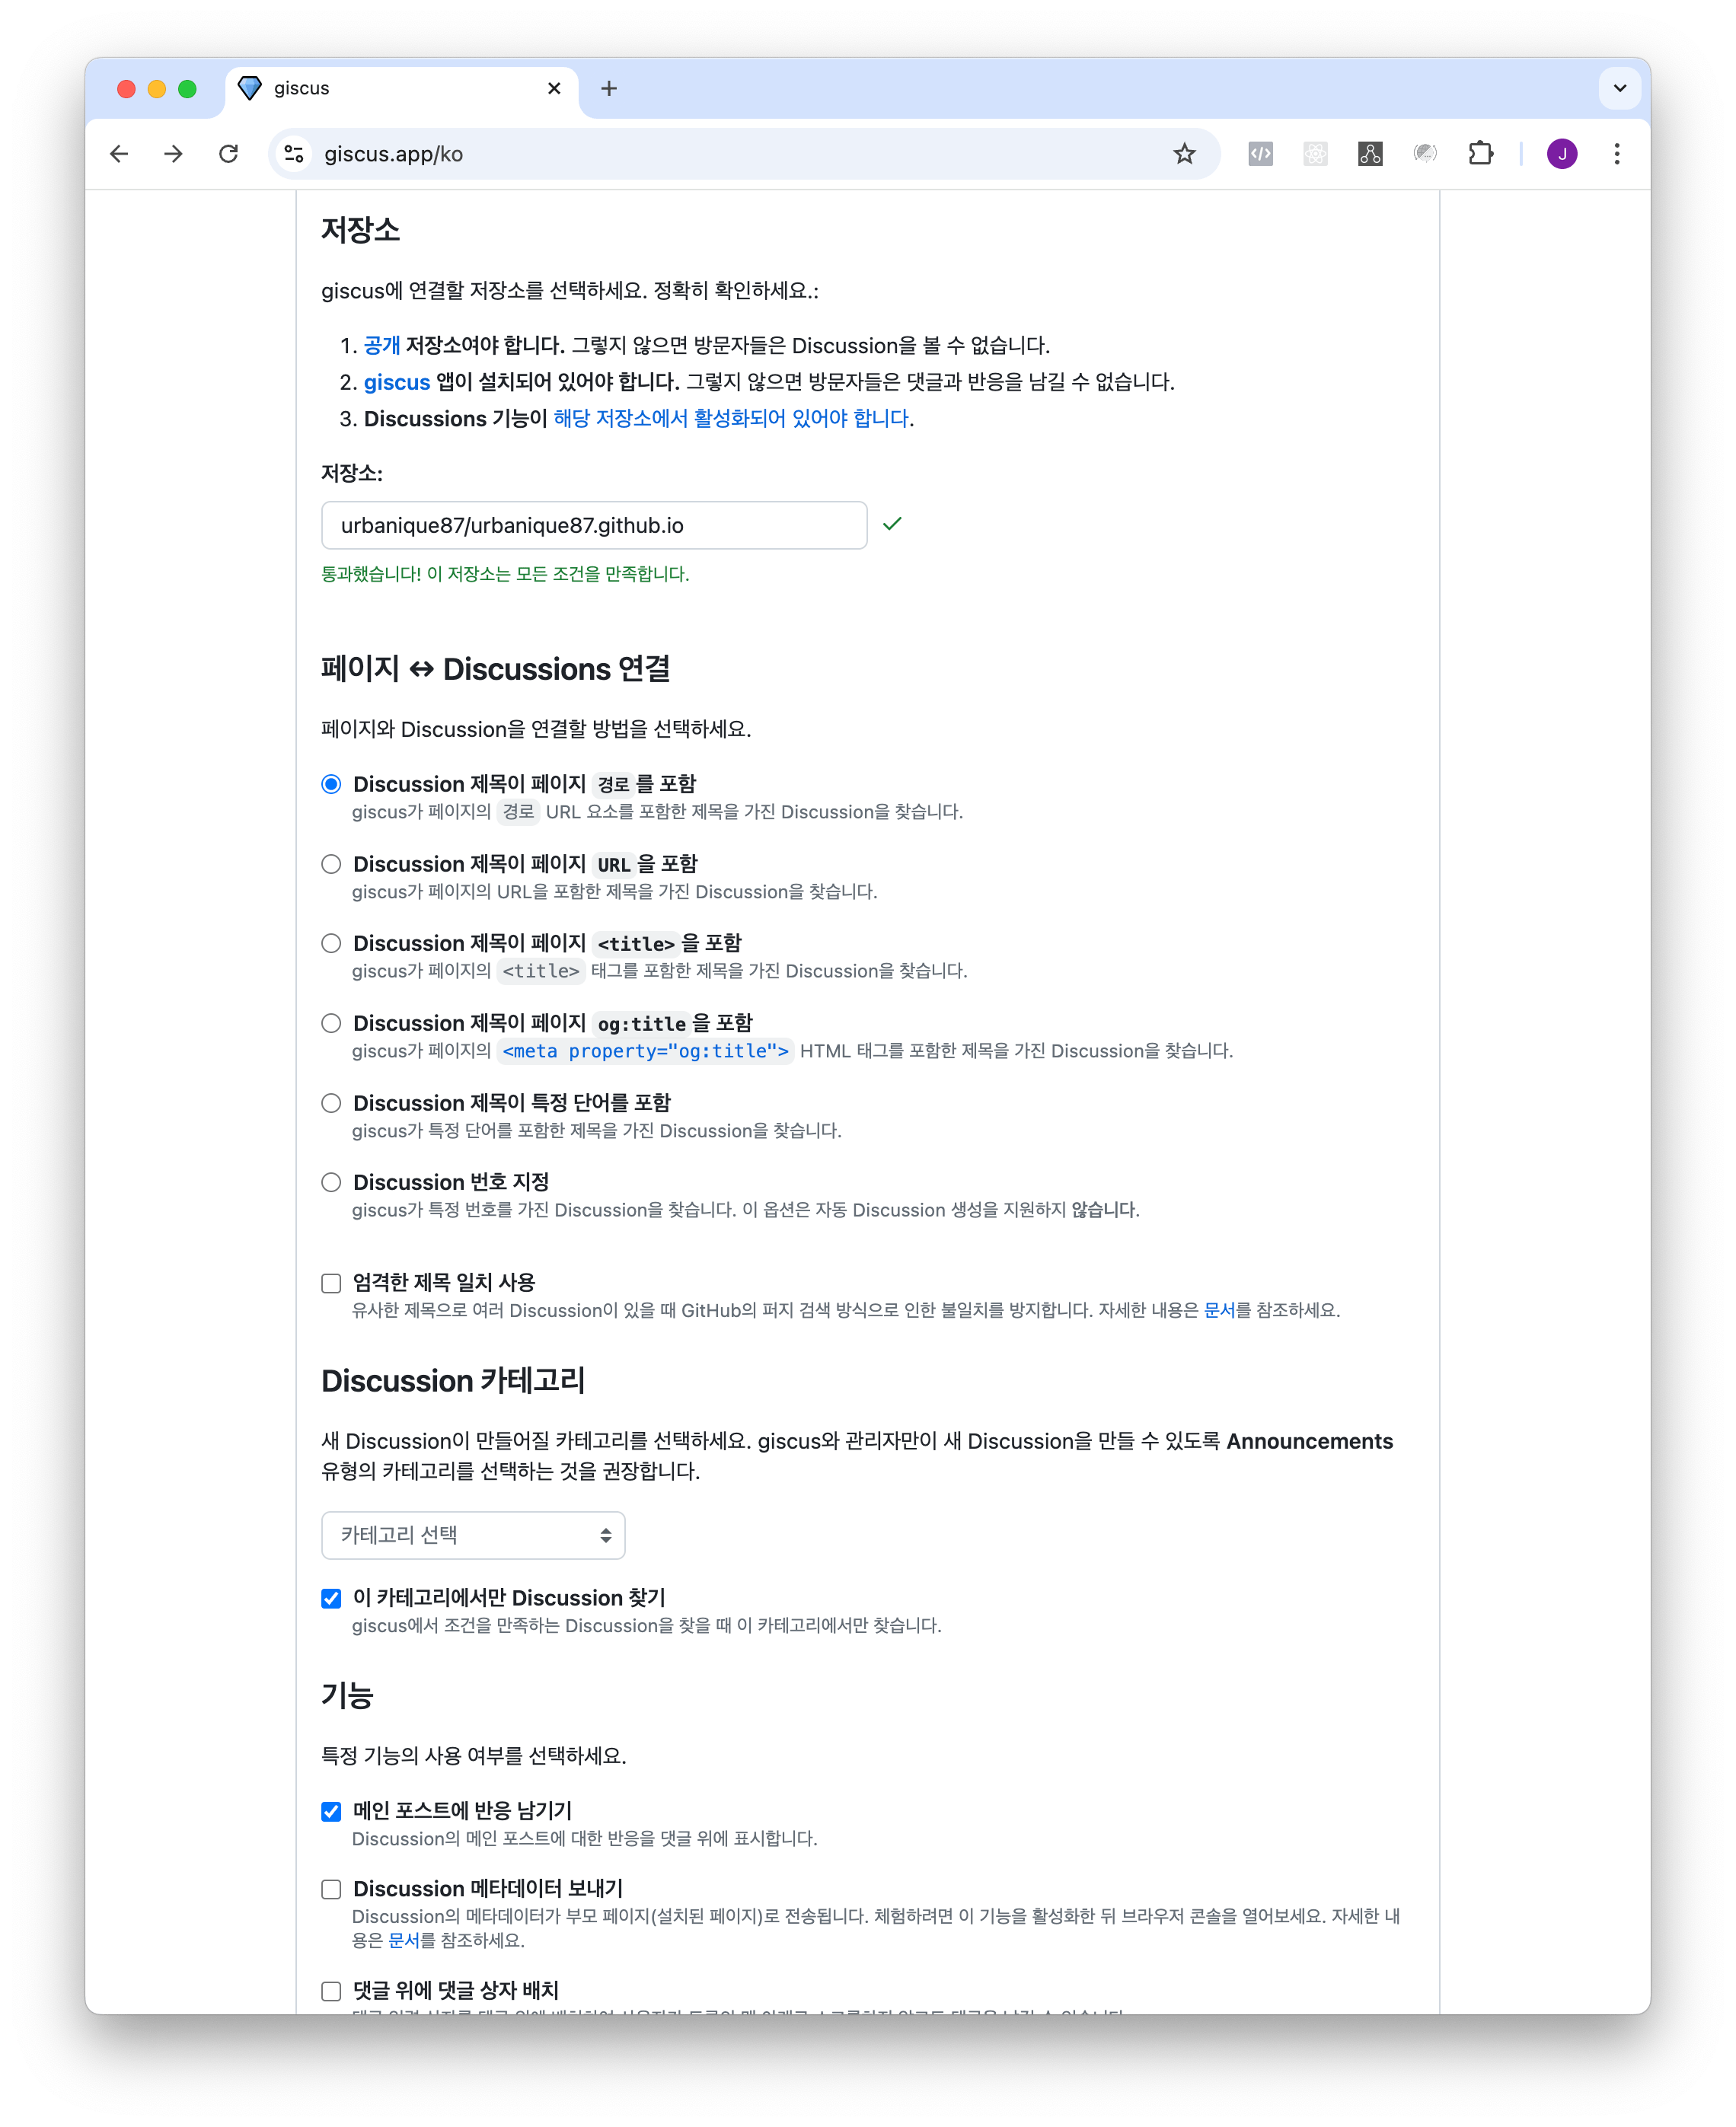 giscus
giscus.app/ko
J
저장소
giscus에 연결할 저장소를 선택하세요. 정확히 확인하세요.:
1. 공개 저장소여야 합니다. 그렇지 않으면 방문자들은 Discussion을 볼 수 없습니다.
2. giscus 앱이 설치되어 있어야 합니다. 그렇지 않으면 방문자들은 댓글과 반응을 남길 수 없습니다.
3. Discussions 기능이 해당 저장소에서 활성화되어 있어야 합니다.
저장소:
urbanique87/urbanique87.github.io
통과했습니다! 이 저장소는 모든 조건을 만족합니다.
페이지 ↔ Discussions 연결
페이지와 Discussion을 연결할 방법을 선택하세요.
Discussion 제목이 페이지 경로를 포함
giscus가 페이지의 경로 URL 요소를 포함한 제목을 가진 Discussion을 찾습니다.
Discussion 제목이 페이지 URL을 포함
giscus가 페이지의 URL을 포함한 제목을 가진 Discussion을 찾습니다.
Discussion 제목이 페이지 <title>을 포함
giscus가 페이지의 <title> 태그를 포함한 제목을 가진 Discussion을 찾습니다.
Discussion 제목이 페이지 og:title을 포함
giscus가 페이지의 <meta property="og:title"> HTML 태그를 포함한 제목을 가진 Discussion을 찾습니다.
Discussion 제목이 특정 단어를 포함
giscus가 특정 단어를 포함한 제목을 가진 Discussion을 찾습니다.
Discussion 번호 지정
giscus가 특정 번호를 가진 Discussion을 찾습니다. 이 옵션은 자동 Discussion 생성을 지원하지 않습니다.
엄격한 제목 일치 사용
유사한 제목으로 여러 Discussion이 있을 때 GitHub의 퍼지 검색 방식으로 인한 불일치를 방지합니다. 자세한 내용은 문서를 참조하세요.
Discussion 카테고리
새 Discussion이 만들어질 카테고리를 선택하세요. giscus와 관리자만이 새 Discussion을 만들 수 있도록 Announcements
유형의 카테고리를 선택하는 것을 권장합니다.
카테고리 선택
이 카테고리에서만 Discussion 찾기
giscus에서 조건을 만족하는 Discussion을 찾을 때 이 카테고리에서만 찾습니다.
기능
특정 기능의 사용 여부를 선택하세요.
메인 포스트에 반응 남기기
Discussion의 메인 포스트에 대한 반응을 댓글 위에 표시합니다.
Discussion 메타데이터 보내기
Discussion의 메타데이터가 부모 페이지(설치된 페이지)로 전송됩니다. 체험하려면 이 기능을 활성화한 뒤 브라우저 콘솔을 열어보세요. 자세한 내
용은 문서를 참조하세요.
댓글 위에 댓글 상자 배치